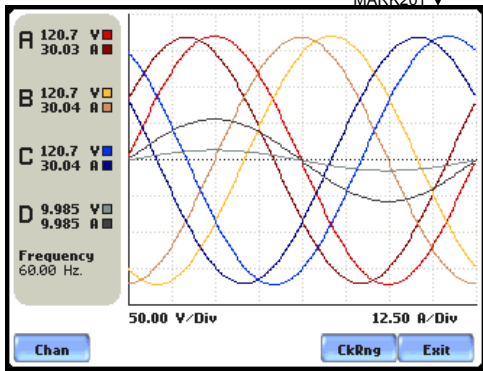 A 120.7 V
30.03 A
B 120.7 V
30.04 A
C 120.7 V
30.04 A
D 9.985 V
9.985 A
Frequency
60.00 Hz.
50.00 V/Div 12.50 A/Div
Chan CkRng Exit